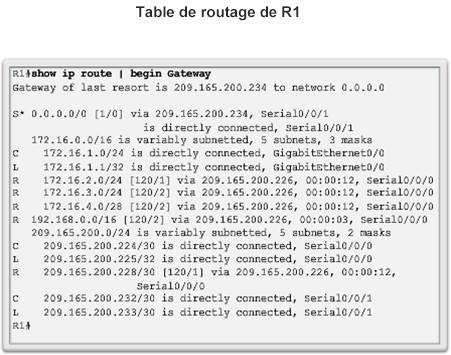 Table de routage de R1
R1#show ip route | begin Gateway
Gateway of last resort is 209.165.200.234 to network 0.0.0.0
S* 0.0.0.0/0 [1/0] via 209.165.200.234, Serial0/0/1
is directly connected, Serial0/0/1
172.16.0.0/16 is variably subnetted, 5 subnets, 3 masks
C 172.16.1.0/24 is directly connected, GigabitEthernet0/0
L 172.16.1.1/32 is directly connected, GigabitEthernet0/0
R 172.16.2.0/24 [120/1] via 209.165.200.226, 00:00:12, Serial0/0/0
R 172.16.3.0/24 [120/2] via 209.165.200.226, 00:00:12, Serial0/0/0
R 172.16.4.0/28 [120/2] via 209.165.200.226, 00:00:12, Serial0/0/0
R 192.168.0.0/16 [120/2] via 209.165.200.226, 00:00:03, Serial0/0/0
209.165.200.0/24 is variably subnetted, 5 subnets, 2 masks
C 209.165.200.224/30 is directly connected, Serial0/0/0
L 209.165.200.225/32 is directly connected, Serial0/0/0
R 209.165.200.228/30 [120/1] via 209.165.200.226, 00:00:12,
Serial0/0/0
C 209.165.200.232/30 is directly connected, Serial0/0/1
L 209.165.200.233/30 is directly connected, Serial0/0/1
R1#